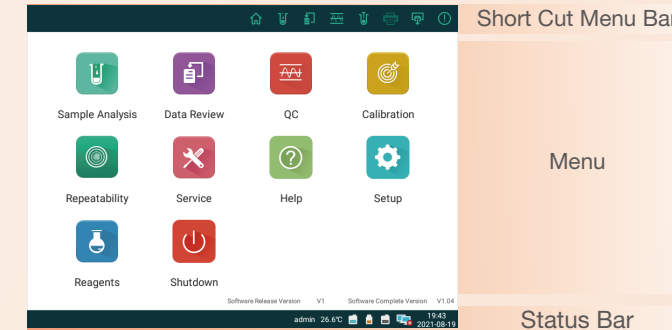 Short Cut Menu Bar
Sample Analysis
Data Review
QC
Calibration
Menu
Repeatability
Service
Help
Setup
Reagents
Shutdown
Software Release Version V1 Software Complete Version V1.04
admin 26.6℃ 19:43
2021-08-19
Status Bar